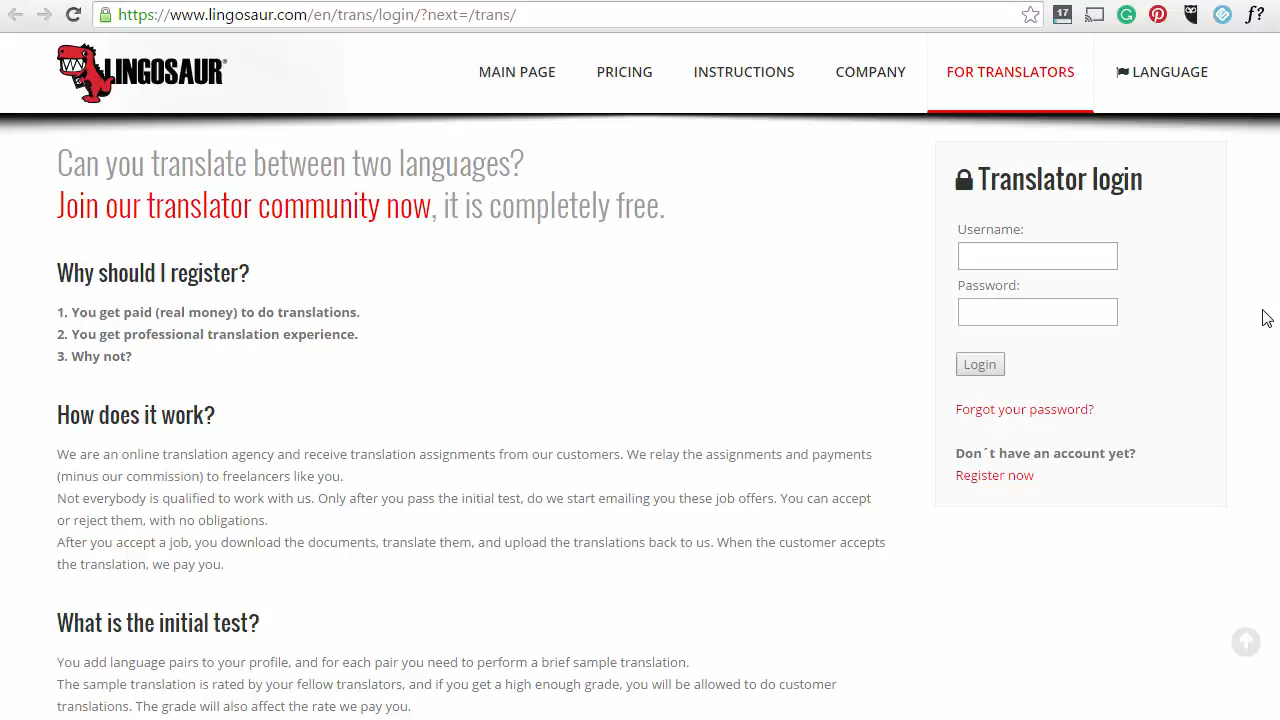 https://www.lingosaur.com/en/trans/login/?next=/trans/
17
f?
LINGOSAUR®
MAIN PAGE
PRICING
INSTRUCTIONS
COMPANY
FOR TRANSLATORS
LANGUAGE
Can you translate between two languages?
Join our translator community now, it is completely free.
Why should I register?
1. You get paid (real money) to do translations.
2. You get professional translation experience.
3. Why not?
How does it work?
We are an online translation agency and receive translation assignments from our customers. We relay the assignments and payments
(minus our commission) to freelancers like you.
Not everybody is qualified to work with us. Only after you pass the initial test, do we start emailing you these job offers. You can accept
or reject them, with no obligations.
After you accept a job, you download the documents, translate them, and upload the translations back to us. When the customer accepts
the translation, we pay you.
What is the initial test?
You add language pairs to your profile, and for each pair you need to perform a brief sample translation.
The sample translation is rated by your fellow translators, and if you get a high enough grade, you will be allowed to do customer
translations. The grade will also affect the rate we pay you.
Translator login
Username:
Password:
Login
Forgot your password?
Don´t have an account yet?
Register now